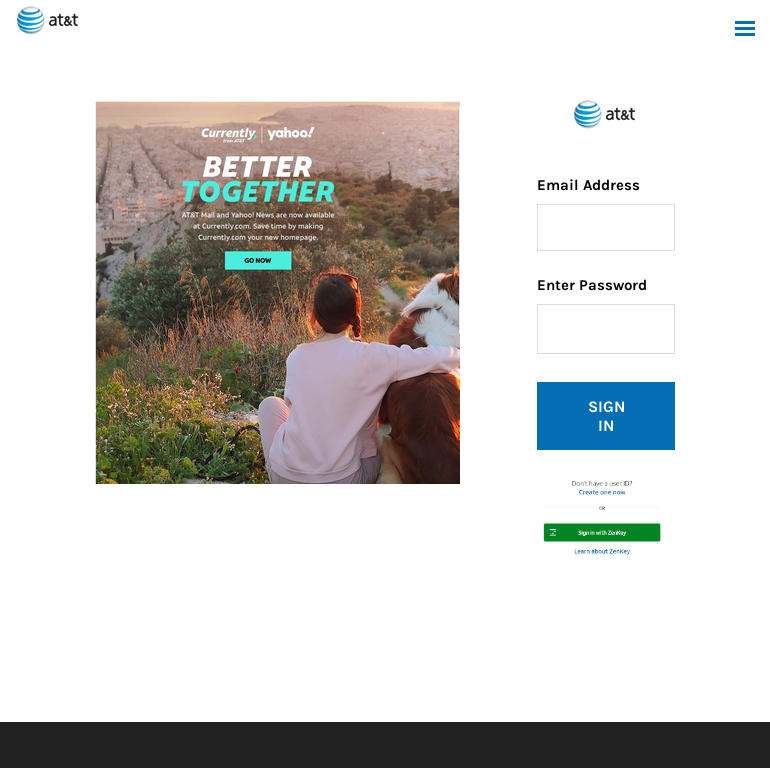 at&t
Currently | yahoo!
from AT&T
BETTER
TOGETHER
AT&T Mail and Yahoo! News are now available
at Currently.com. Save time by making
Currently.com your new homepage.
GO NOW
at&t
Email Address
Enter Password
SIGN
IN
Don't have a user ID?
Create one now
OR
Sign in with ZenKey
Learn about ZenKey